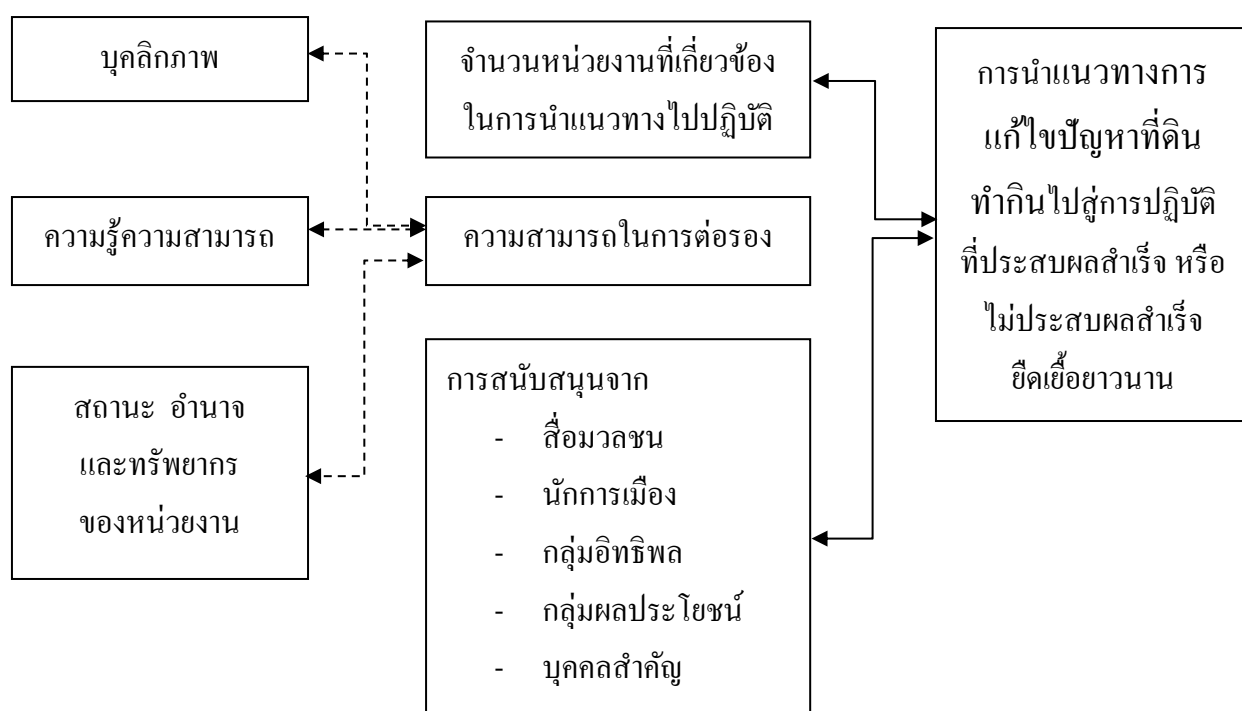 บุคลิกภาพ
ความรู้ความสามารถ
สถานะ อำนาจ
และทรัพยากร
ของหน่วยงาน
จำนวนหน่วยงานที่เกี่ยวข้อง
ในการนำแนวทางไปปฏิบัติ
ความสามารถในการต่อรอง
การสนับสนุนจาก
- สื่อมวลชน
- นักการเมือง
- กลุ่มอิทธิพล
- กลุ่มผลประโยชน์
- บุคคลสำคัญ
การนำแนวทางการ
แก้ไขปัญหาที่ดิน
ทำกินไปสู่การปฏิบัติ
ที่ประสบผลสำเร็จ หรือ
ไม่ประสบผลสำเร็จ
ยืดเยื้อยาวนาน